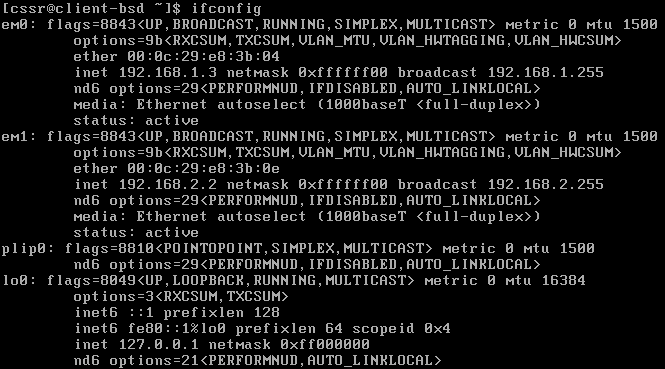 [cssr@client-bsd ~]$ ifconfig
em0: flags=8843<UP,BROADCAST,RUNNING,SIMPLEX,MULTICAST> metric 0 mtu 1500
options=9b<RXCSUM,TXCSUM,VLAN_MTU,VLAN_HWTAGGING,VLAN_HWCSUM>
ether 00:0c:29:e8:3b:04
inet 192.168.1.3 netmask 0xffffff00 broadcast 192.168.1.255
nd6 options=29<PERFORMNUD,IFDISABLED,AUTO_LINKLOCAL>
media: Ethernet autoselect (1000baseT <full-duplex>)
status: active
em1: flags=8843<UP,BROADCAST,RUNNING,SIMPLEX,MULTICAST> metric 0 mtu 1500
options=9b<RXCSUM,TXCSUM,VLAN_MTU,VLAN_HWTAGGING,VLAN_HWCSUM>
ether 00:0c:29:e8:3b:0e
inet 192.168.2.2 netmask 0xffffff00 broadcast 192.168.2.255
nd6 options=29<PERFORMNUD,IFDISABLED,AUTO_LINKLOCAL>
media: Ethernet autoselect (1000baseT <full-duplex>)
status: active
plip0: flags=8810<POINTOPOINT,SIMPLEX,MULTICAST> metric 0 mtu 1500
nd6 options=29<PERFORMNUD,IFDISABLED,AUTO_LINKLOCAL>
lo0: flags=8049<UP,LOOPBACK,RUNNING,MULTICAST> metric 0 mtu 16384
options=3<RXCSUM,TXCSUM>
inet6 ::1 prefixlen 128
inet6 fe80::1%lo0 prefixlen 64 scopeid 0x4
inet 127.0.0.1 netmask 0xff000000
nd6 options=21<PERFORMNUD,AUTO_LINKLOCAL>